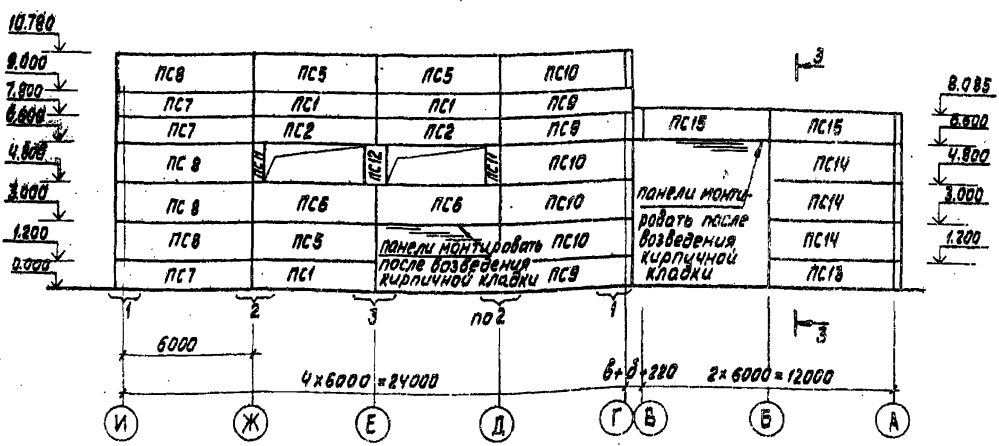 10.780
9.000
7.800
6.600
4.800
3.000
1.200
0.000
ПС8 ПС5 ПС5 ПС10
ПС7 ПС1 ПС1 ПС9
ПС7 ПС2 ПС2 ПС9
ПС8 ПС11 ПС12 ПС11 ПС10
ПС8 ПС6 ПС6 ПС10
ПС8 ПС5 ПС10
ПС7 ПС1 ПС9
панели монтировать
после возведения
кирпичной кладки
3
ПС15 ПС15
ПС14
ПС14
ПС14
ПС13
панели монти-
ровать после
возведения
кирпичной
кладки
8.085
6.600
4.800
3.000
1.200
1 2 3 по 2 1
3
6000
4×6000=24000
в+δ+220
2×6000=12000
И Ж Е Д Г В Б А